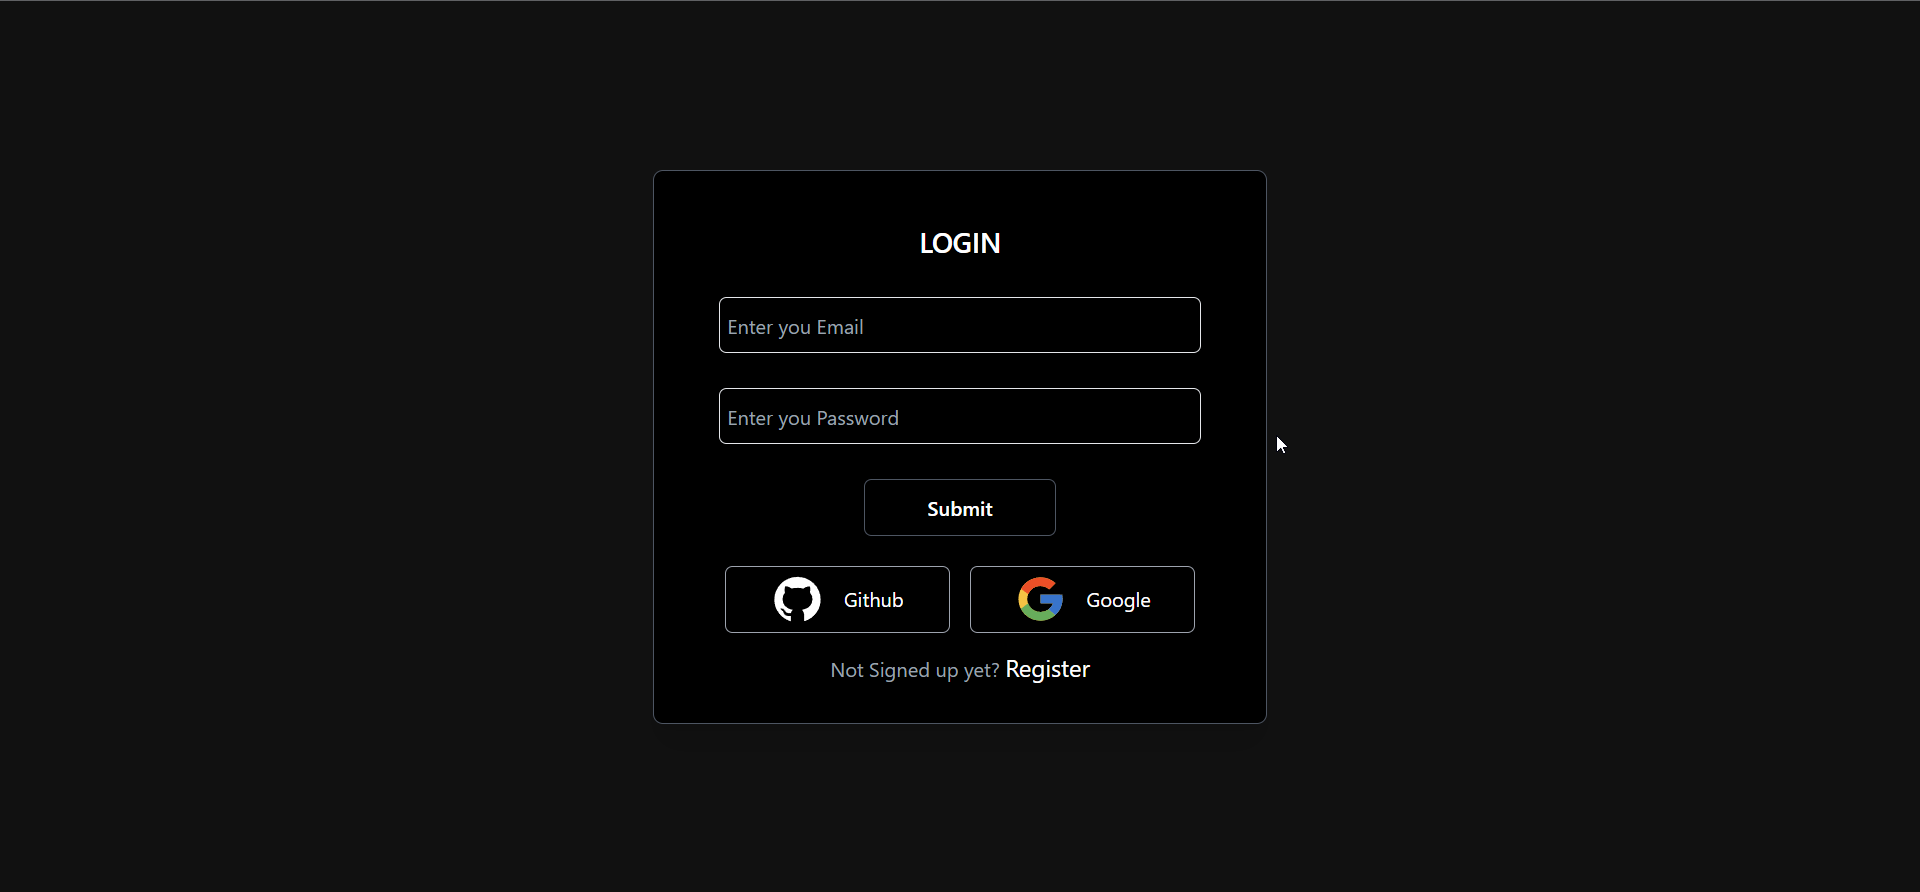 LOGIN
Enter you Email
Enter you Password
Submit
Github
Google
Not Signed up yet? Register